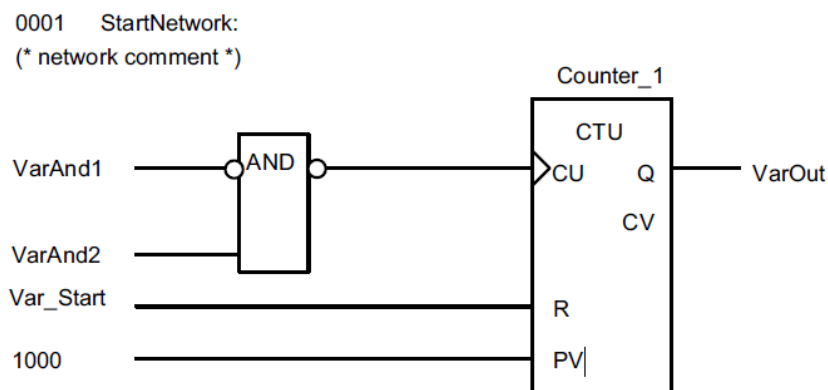 0001 StartNetwork:
(* network comment *)
Counter_1
CTU
VarAnd1 AND CU Q VarOut
CV
VarAnd2
Var_Start R
1000 PV